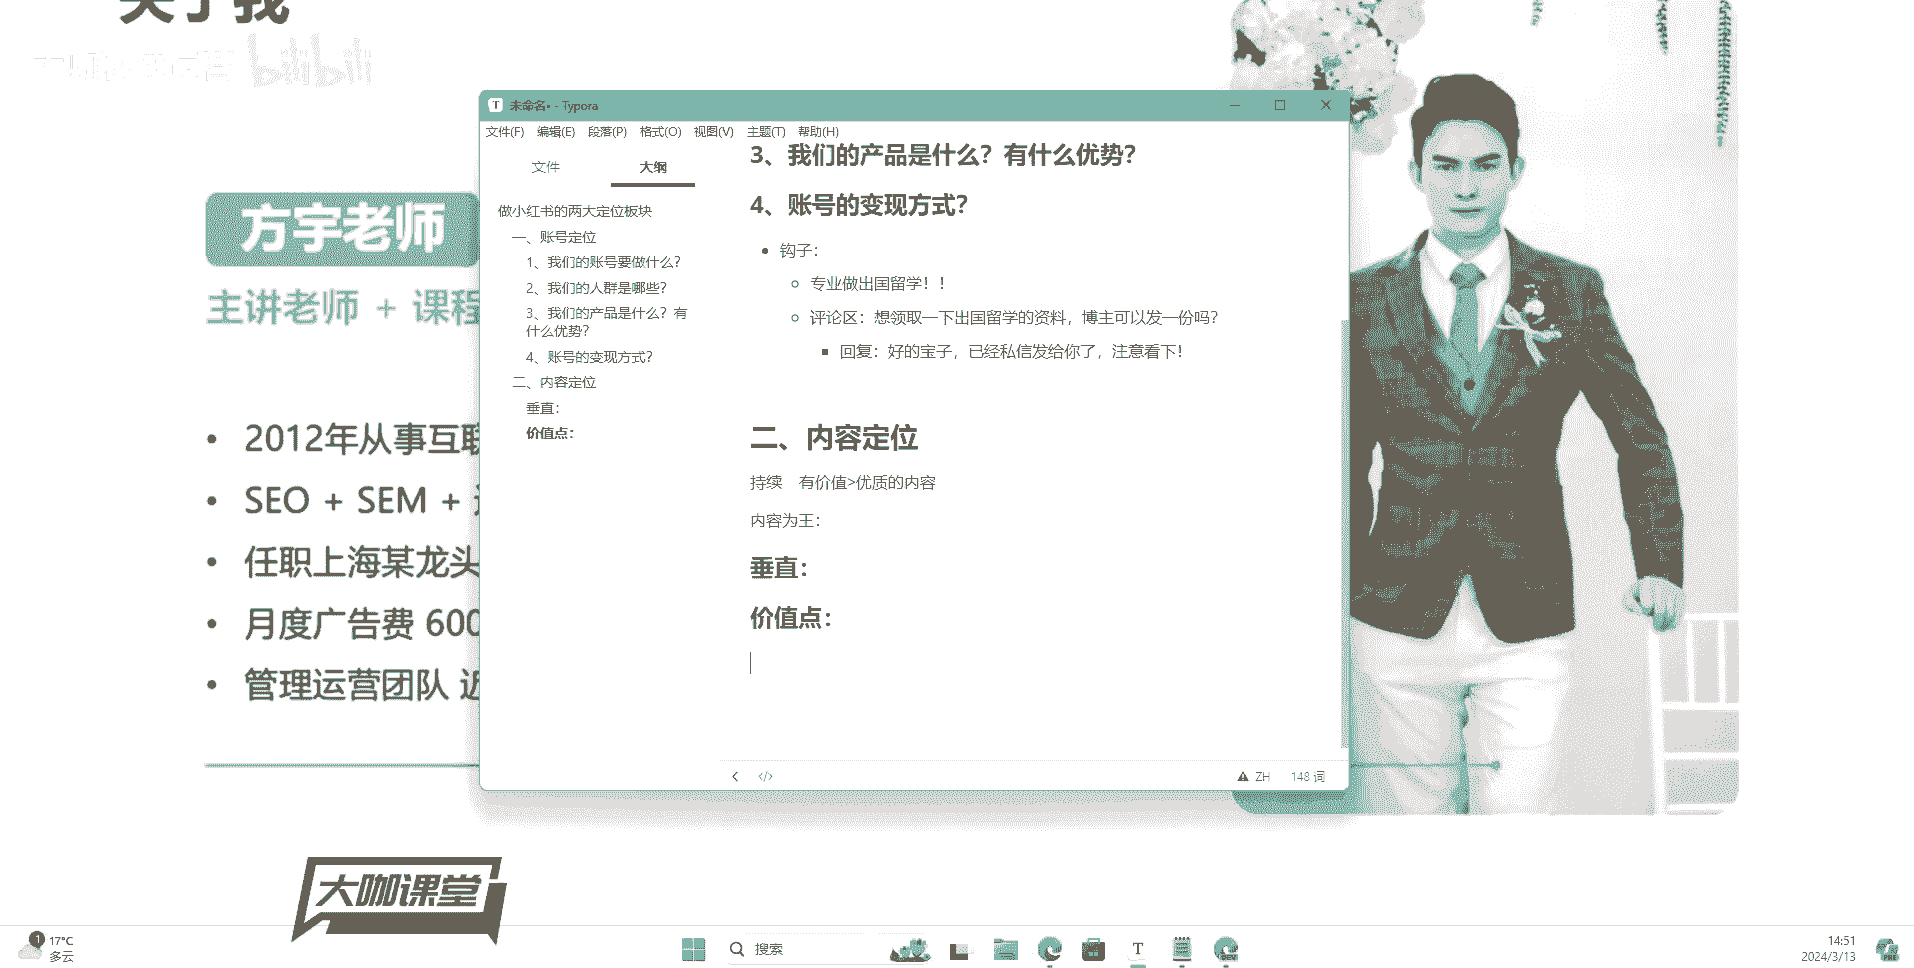 关于我
bilibili
方宇老师
主讲老师 + 课程
2012年从事互联
SEO + SEM +
任职上海某龙头
月度广告费 600
管理运营团队 近
未命名• - Typora
文件(F) 编辑(E) 段落(P) 格式(O) 视图(V) 主题(T) 帮助(H)
文件 大纲
做小红书的两大定位板块
一、账号定位
1、我们的账号要做什么？
2、我们的人群是哪些？
3、我们的产品是什么？有
什么优势？
4、账号的变现方式？
二、内容定位
垂直：
价值点：
3、我们的产品是什么？有什么优势？
4、账号的变现方式？
钩子：
专业做出国留学！！
评论区：想领取一下出国留学的资料，博主可以发一份吗？
回复：好的宝子，已经私信发给你了，注意看下！
二、内容定位
持续 有价值>优质的内容
内容为王：
垂直：
价值点：
</> ZH 148 词
大咖课堂
1 17°C
多云
搜索
T
DEV
14:51
2024/3/13
PRE